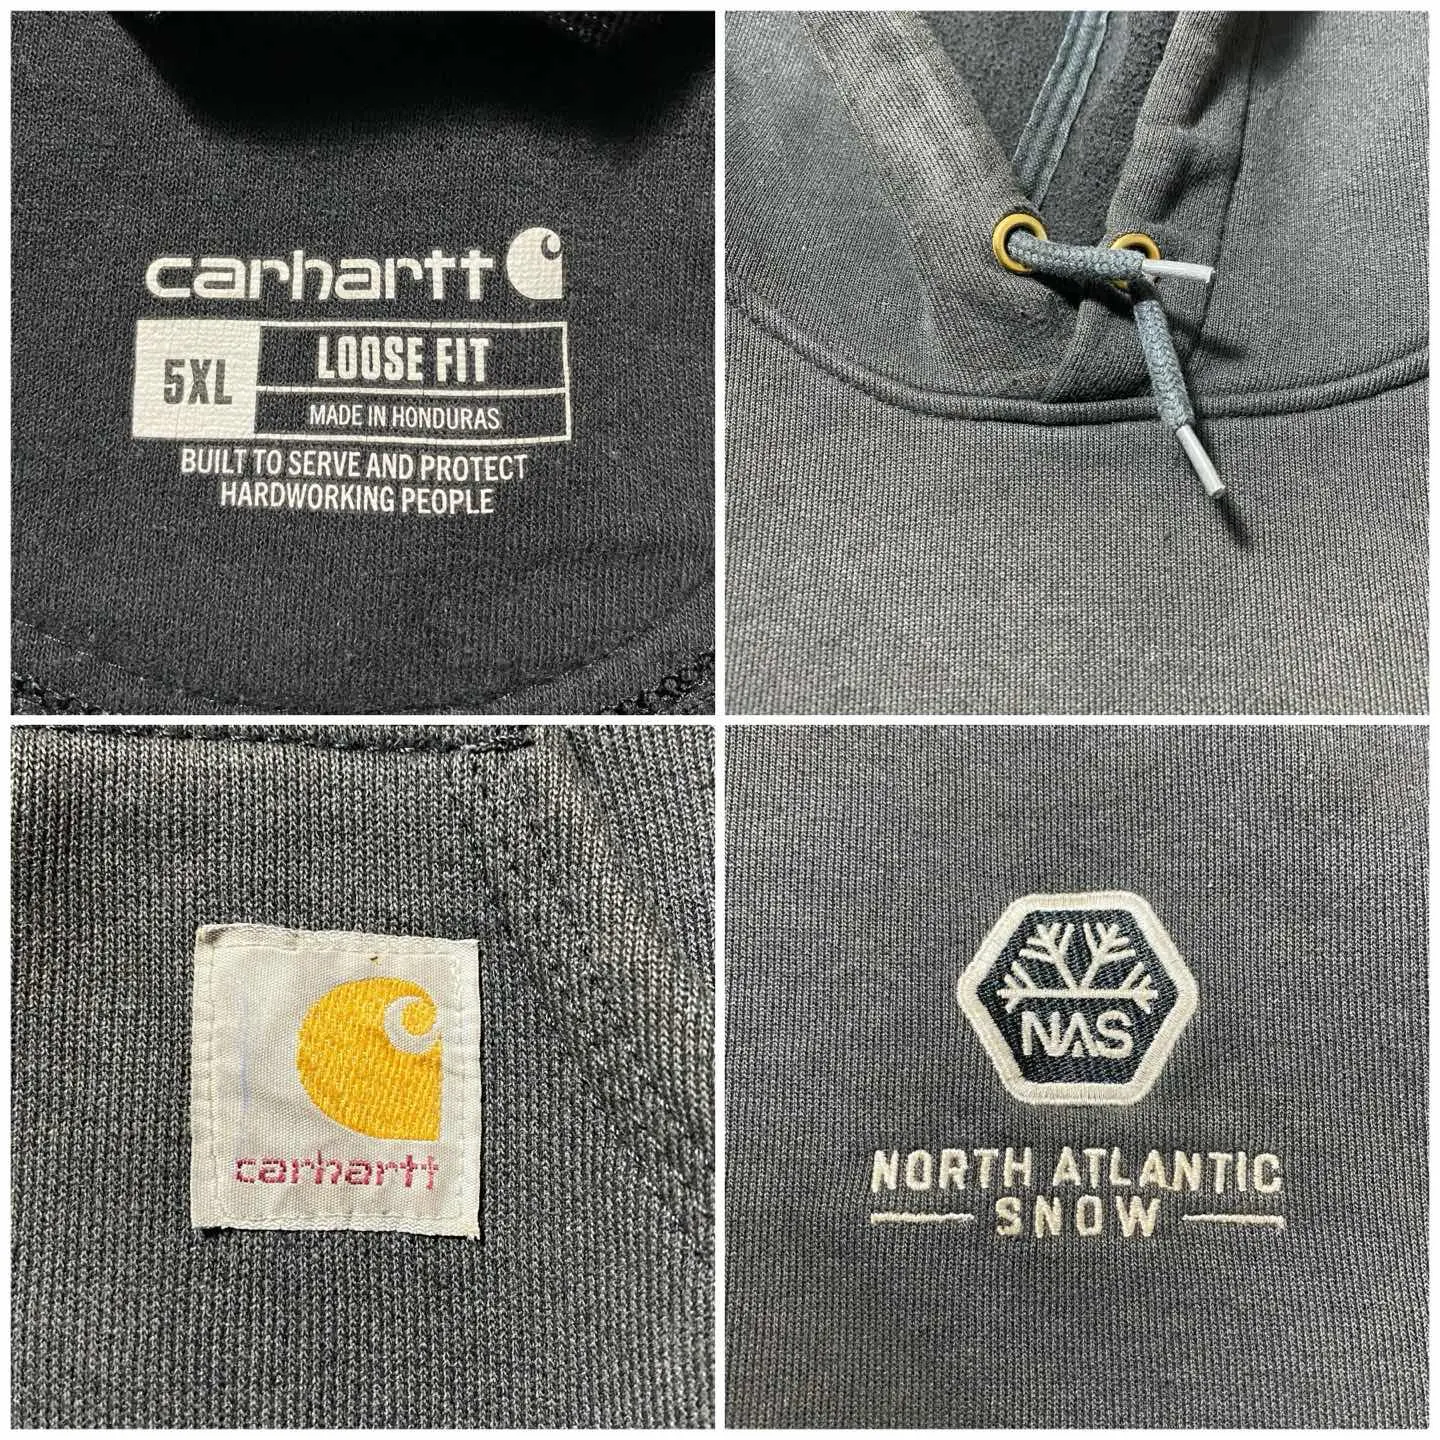 carhartt
5XL
LOOSE FIT
MADE IN HONDURAS
BUILT TO SERVE AND PROTECT
HARDWORKING PEOPLE
carhartt
NAS
NORTH ATLANTIC
SNOW